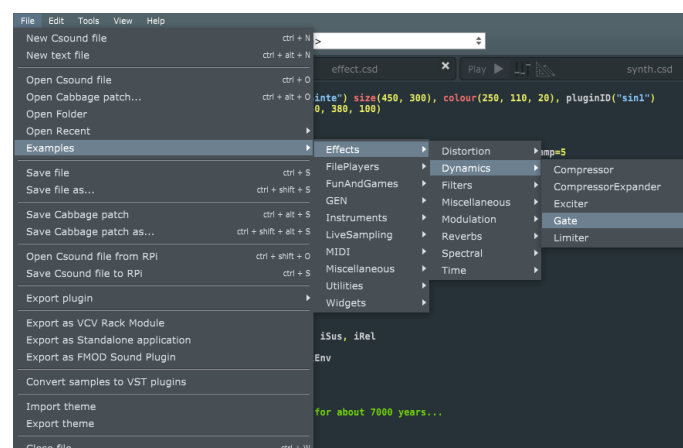 File Edit Tools View Help
New Csound file ctrl + N
New text file ctrl + alt + N
Open Csound file ctrl + O
Open Cabbage patch... ctrl + alt + O
Open Folder
Open Recent
Examples
Save file ctrl + S
Save file as... ctrl + shift + S
Save Cabbage patch ctrl + alt + S
Save Cabbage patch as... ctrl + shift + alt + S
Open Csound file from RPi ctrl + shift + O
Save Csound file to RPi ctrl + S
Export plugin
Export as VCV Rack Module
Export as Standalone application
Export as FMOD Sound Plugin
Convert samples to VST plugins
Import theme
Export theme
Close file ctrl + W
Effects
FilePlayers
FunAndGames
GEN
Instruments
LiveSampling
MIDI
Miscellaneous
Utilities
Widgets
Distortion
Dynamics
Filters
Miscellaneous
Modulation
Reverbs
Spectral
Time
Compressor
CompressorExpander
Exciter
Gate
Limiter
>
effect.csd × Play synth.csd
inte") size(450, 300), colour(250, 110, 20), pluginID("sin1")
0, 380, 100)
amp=5
iSus, iRel
Env
for about 7000 years...